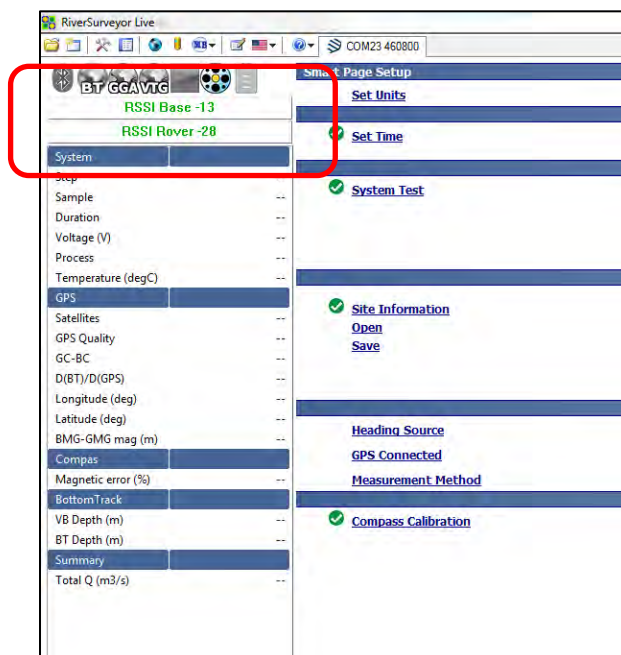 RiverSurveyor Live
COM23 460800
BT GGA VTG
RSSI Base -13
RSSI Rover -28
System
Step --
Sample --
Duration --
Voltage (V) --
Process --
Temperature (degC) --
GPS
Satellites --
GPS Quality --
GC-BC --
D(BT)/D(GPS) --
Longitude (deg) --
Latitude (deg) --
BMG-GMG mag (m) --
Compas
Magnetic error (%) --
BottomTrack
VB Depth (m) --
BT Depth (m) --
Summary
Total Q (m3/s) --
Smart Page Setup
Set Units
Set Time
System Test
Site Information
Open
Save
Heading Source
GPS Connected
Measurement Method
Compass Calibration